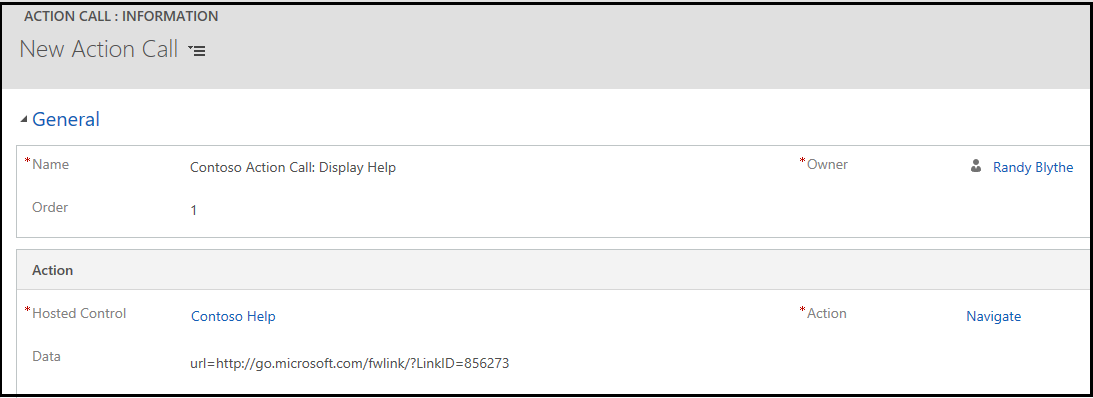 ACTION CALL : INFORMATION
New Action Call
General
*Name Contoso Action Call: Display Help *Owner Randy Blythe
Order 1
Action
*Hosted Control Contoso Help *Action Navigate
Data url=http://go.microsoft.com/fwlink/?LinkID=856273